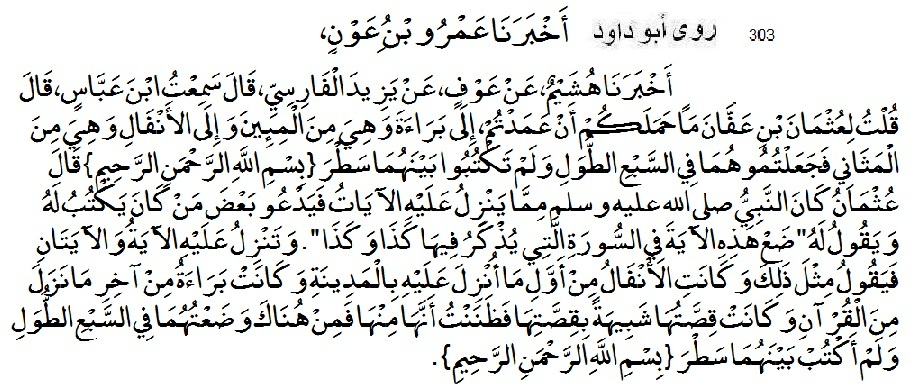 303 روى أبو داود أَخْبَرَنَا عَمْرُو بْنُ عَوْنٍ،
أَخْبَرَنَا هُشَيْمٌ، عَنْ عَوْفٍ، عَنْ يَزِيدَ الْفَارِسِيِّ، قَالَ سَمِعْتُ ابْنَ عَبَّاسٍ، قَالَ
قُلْتُ لِعُثْمَانَ بْنِ عَفَّانَ مَا حَمَلَكُمْ أَنْ عَمَدْتُمْ، إِلَى بَرَاءَةَ وَهِيَ مِنَ الْمِئِينَ وَإِلَى الأَنْفَالِ وَهِيَ مِنَ
الْمَثَانِي فَجَعَلْتُمُوهُمَا فِي السَّبْعِ الطُّوَلِ وَلَمْ تَكْتُبُوا بَيْنَهُمَا سَطْرَ {بِسْمِ اللَّهِ الرَّحْمَنِ الرَّحِيمِ} قَالَ
عُثْمَانُ كَانَ النَّبِيُّ صلى الله عليه وسلم مِمَّا يَنْزِلُ عَلَيْهِ الآيَاتُ فَيَدْعُو بَعْضَ مَنْ كَانَ يَكْتُبُ لَهُ
وَيَقُولُ لَهُ "ضَعْ هَذِهِ الآيَةَ فِي السُّورَةِ الَّتِي يُذْكَرُ فِيهَا كَذَا وَكَذَا". وَتَنْزِلُ عَلَيْهِ الآيَةُ وَالآيَتَانِ
فَيَقُولُ مِثْلَ ذَلِكَ وَكَانَتِ الأَنْفَالُ مِنْ أَوَّلِ مَا أُنْزِلَ عَلَيْهِ بِالْمَدِينَةِ وَكَانَتْ بَرَاءَةُ مِنْ آخِرِ مَا نَزَلَ
مِنَ الْقُرْآنِ وَكَانَتْ قِصَّتُهَا شَبِيهَةً بِقِصَّتِهَا فَظَنَنْتُ أَنَّهَا مِنْهَا فَمِنْ هُنَاكَ وَضَعْتُهُمَا فِي السَّبْعِ الطُّوَلِ
وَلَمْ أَكْتُبْ بَيْنَهُمَا سَطْرَ {بِسْمِ اللَّهِ الرَّحْمَنِ الرَّحِيمِ}.